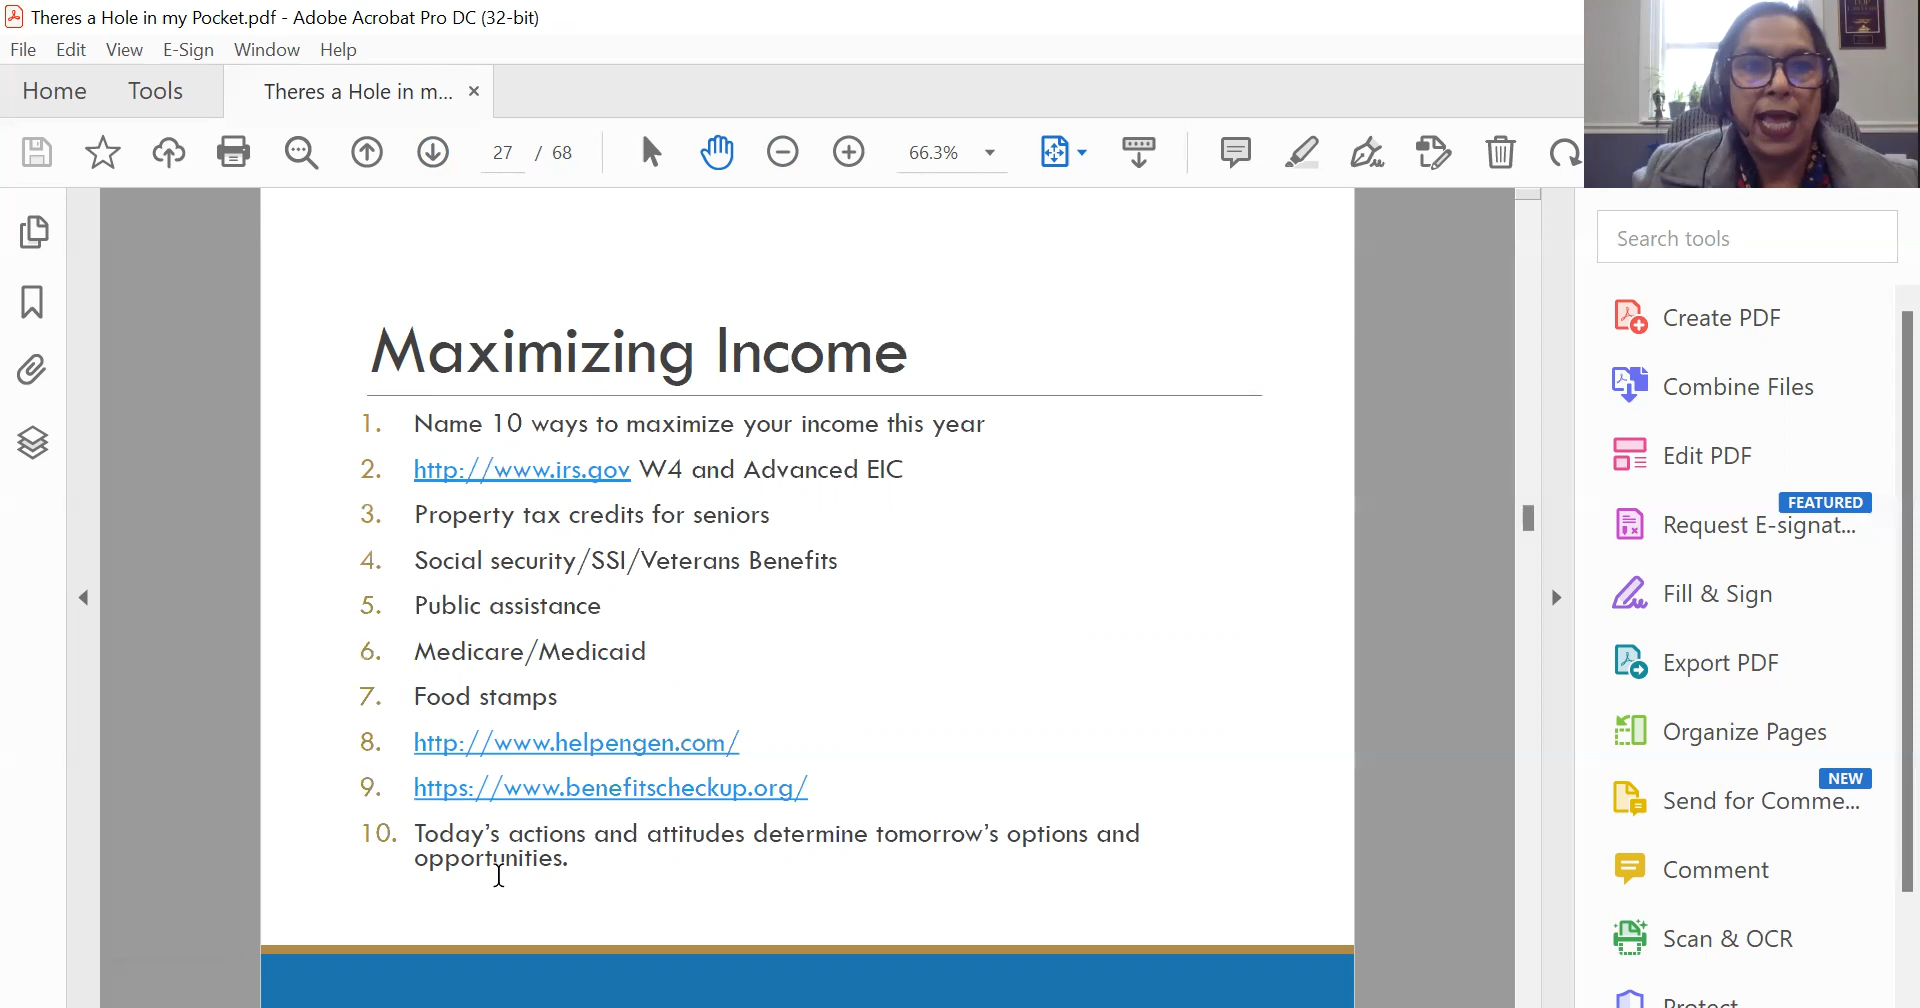 Theres a Hole in my Pocket.pdf - Adobe Acrobat Pro DC (32-bit)
File Edit View E-Sign Window Help
Home Tools Theres a Hole in m... ×
27 / 68 66.3%
Search tools
Maximizing Income
1. Name 10 ways to maximize your income this year
2. http://www.irs.gov W4 and Advanced EIC
3. Property tax credits for seniors
4. Social security/SSI/Veterans Benefits
5. Public assistance
6. Medicare/Medicaid
7. Food stamps
8. http://www.helpengen.com/
9. https://www.benefitscheckup.org/
10. Today's actions and attitudes determine tomorrow's options and
opportunities.
Create PDF
Combine Files
Edit PDF
FEATURED
Request E-signat...
Fill & Sign
Export PDF
Organize Pages
NEW
Send for Comme...
Comment
Scan & OCR
Protect